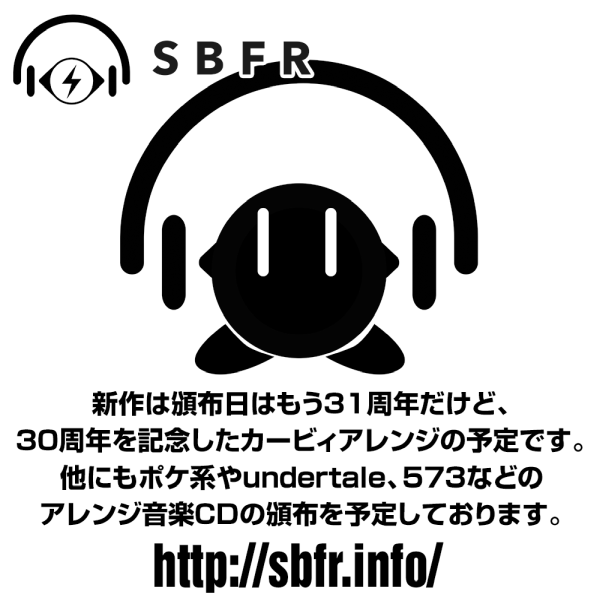 SBFR
新作は頒布日はもう31周年だけど、
30周年を記念したカービィアレンジの予定です。
他にもポケ系やundertale、573などの
アレンジ音楽CDの頒布を予定しております。
http://sbfr.info/